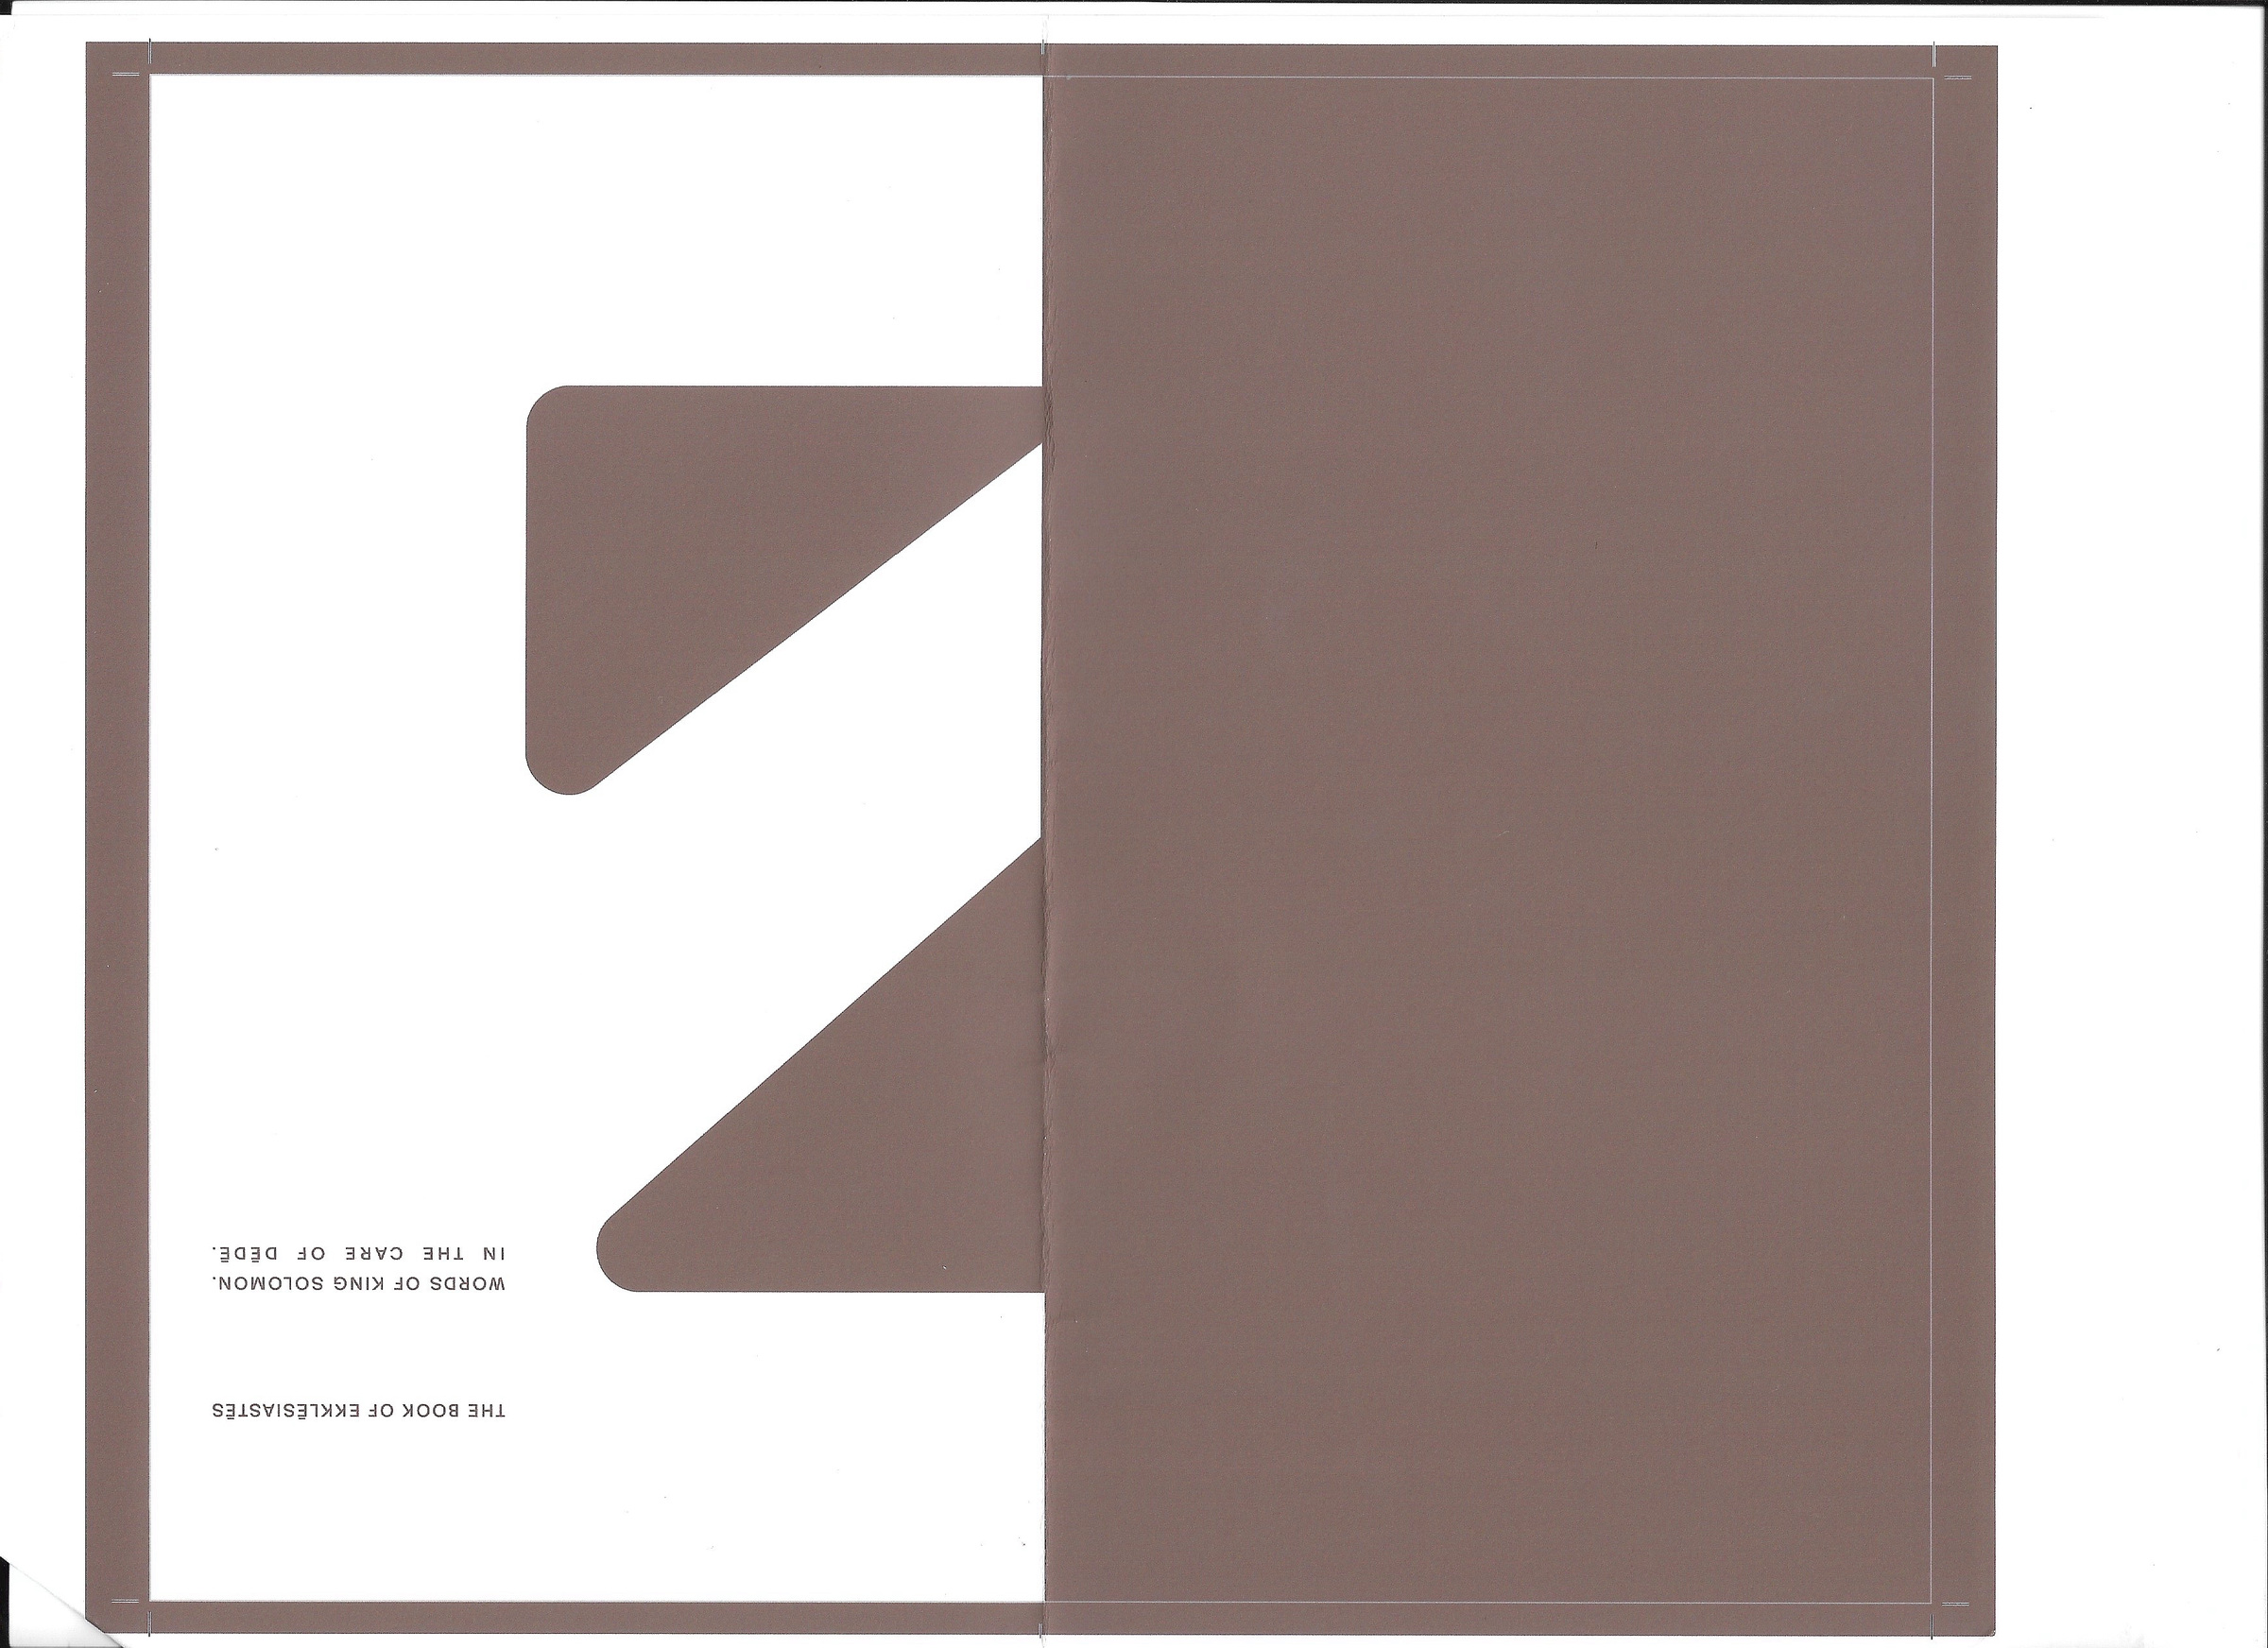 THE BOOK OF EKKLĒSIASTĒS
WORDS OF KING SOLOMON.
IN THE CARE OF DĒDĒ.